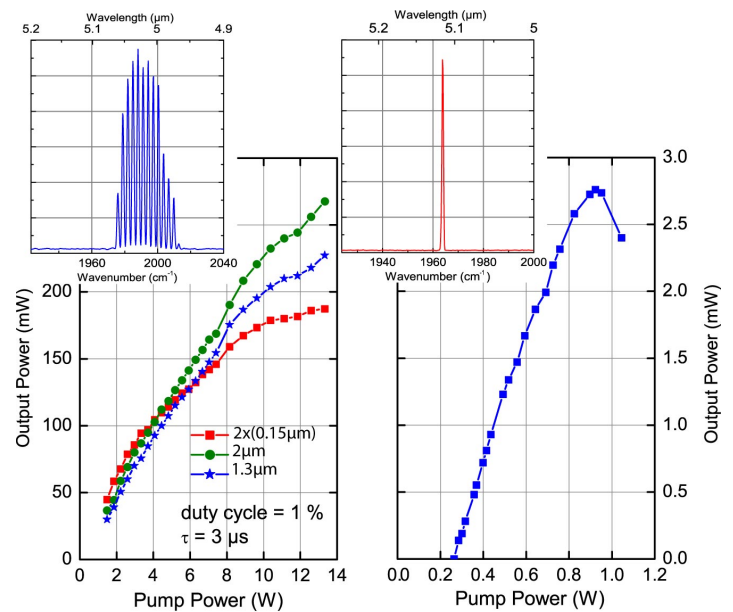 Wavelength (µm)
5.2 5.1 5 4.9
1960 2000 2040
Wavenumber (cm⁻¹)
Wavelength (µm)
5.2 5.1 5
1940 1960 1980 2000
Wavenumber (cm⁻¹)
Output Power (mW)
200
150
100
50
0
2x(0.15µm)
2µm
1.3µm
duty cycle = 1 %
τ = 3 µs
0 2 4 6 8 10 12 14
Pump Power (W)
3.0
2.5
2.0
1.5
1.0
0.5
0.0
Output Power (mW)
0.0 0.2 0.4 0.6 0.8 1.0 1.2
Pump Power (W)